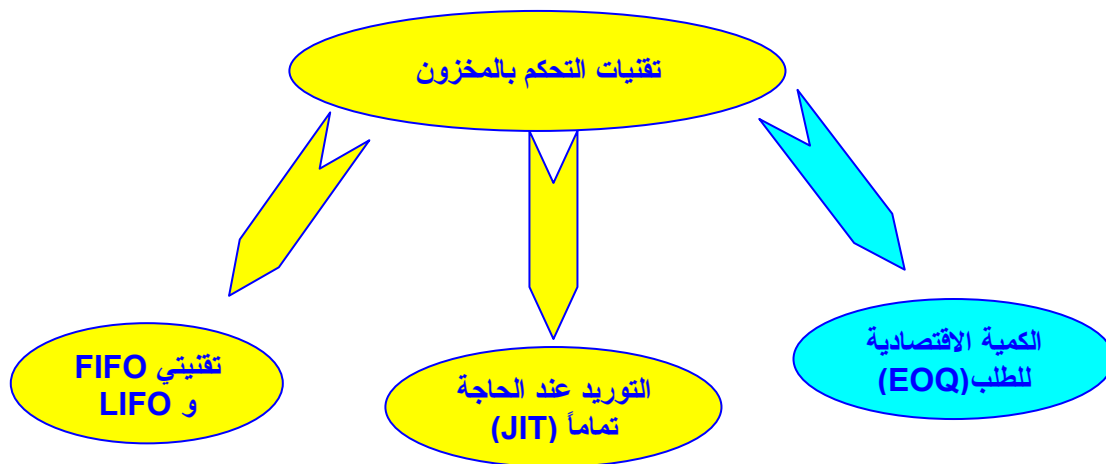 تقنيات التحكم بالمخزون
الكمية الاقتصادية
للطلب(EOQ)
التوريد عند الحاجة
تماماً (JIT)
تقنيتي FIFO
و LIFO